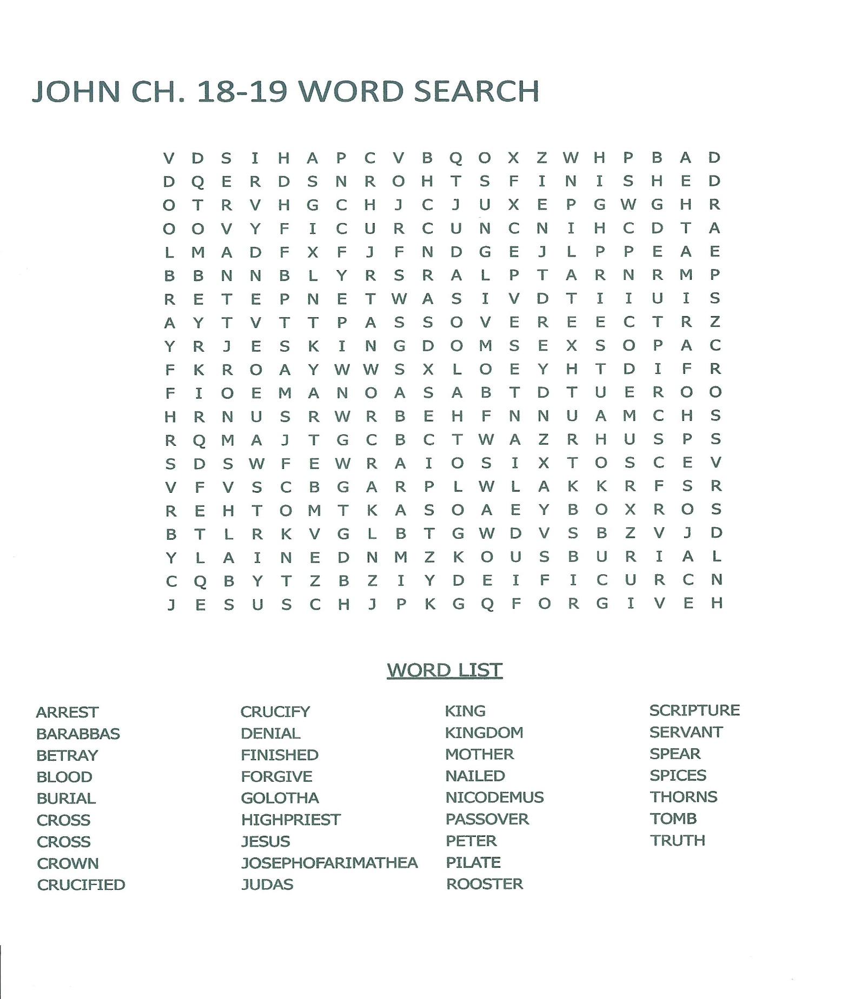 JOHN CH. 18-19 WORD SEARCH
V D S I H A P C V B Q O X Z W H P B A D
D Q E R D S N R O H T S F I N I S H E D
O T R V H G C H J C J U X E P G W G H R
O O V Y F I C U R C U N C N I H C D T A
L M A D F X F J F N D G E J L P P E A E
B B N N B L Y R S R A L P T A R N R M P
R E T E P N E T W A S I V D T I I U I S
A Y T V T T P A S S O V E R E E C T R Z
Y R J E S K I N G D O M S E X S O P A C
F K R O A Y W W S X L O E Y H T D I F R
F I O E M A N O A S A B T D T U E R O O
H R N U S R W R B E H F N N U A M C H S
R Q M A J T G C B C T W A Z R H U S P S
S D S W F E W R A I O S I X T O S C E V
V F V S C B G A R P L W L A K K R F S R
R E H T O M T K A S O A E Y B O X R O S
B T L R K V G L B T G W D V S B Z V J D
Y L A I N E D N M Z K O U S B U R I A L
C Q B Y T Z B Z I Y D E I F I C U R C N
J E S U S C H J P K G Q F O R G I V E H
WORD LIST
ARREST CRUCIFY KING SCRIPTURE
BARABBAS DENIAL KINGDOM SERVANT
BETRAY FINISHED MOTHER SPEAR
BLOOD FORGIVE NAILED SPICES
BURIAL GOLOTHA NICODEMUS THORNS
CROSS HIGHPRIEST PASSOVER TOMB
CROSS JESUS PETER TRUTH
CROWN JOSEPHOFARIMATHEA PILATE
CRUCIFIED JUDAS ROOSTER